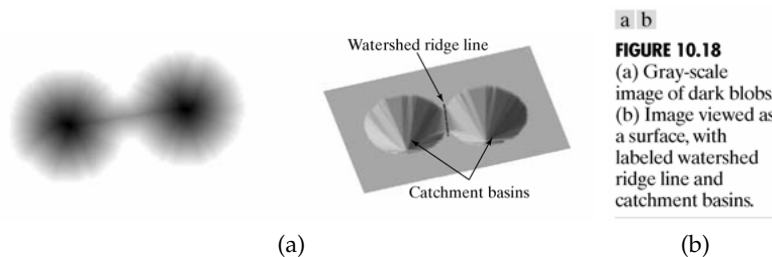 Watershed ridge line
Catchment basins
a b
FIGURE 10.18
(a) Gray-scale
image of dark blobs
(b) Image viewed as
a surface, with
labeled watershed
ridge line and
catchment basins.
(a)
(b)